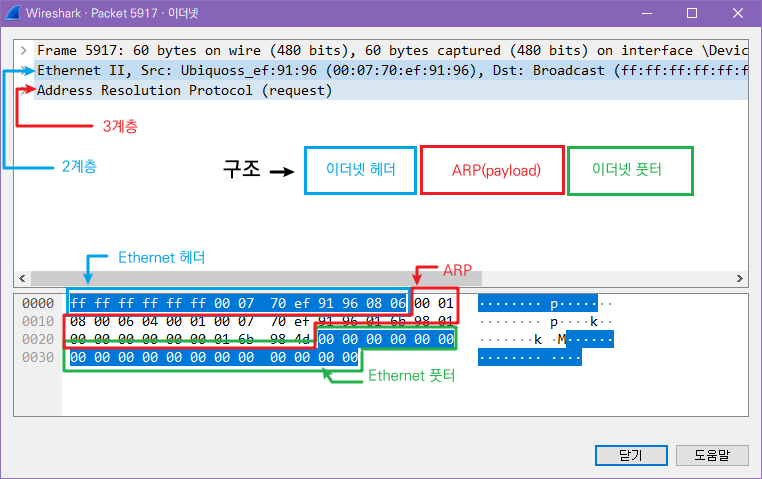 Wireshark · Packet 5917 · 이더넷
Frame 5917: 60 bytes on wire (480 bits), 60 bytes captured (480 bits) on interface \Devic
Ethernet II, Src: Ubiquoss_ef:91:96 (00:07:70:ef:91:96), Dst: Broadcast (ff:ff:ff:ff:ff:f
Address Resolution Protocol (request)
3계층
2계층
구조
이더넷 헤더
ARP(payload)
이더넷 풋터
Ethernet 헤더
ARP
0000 ff ff ff ff ff ff 00 07 70 ef 91 96 08 06 00 01 ········ p·······
0010 08 00 06 04 00 01 00 07 70 ef 91 96 01 6b 98 01 ········ p····k··
0020 00 00 00 00 00 00 01 6b 98 4d 00 00 00 00 00 00 ·······k ·M······
0030 00 00 00 00 00 00 00 00 00 00 00 00 ········ ····
Ethernet 풋터
닫기
도움말